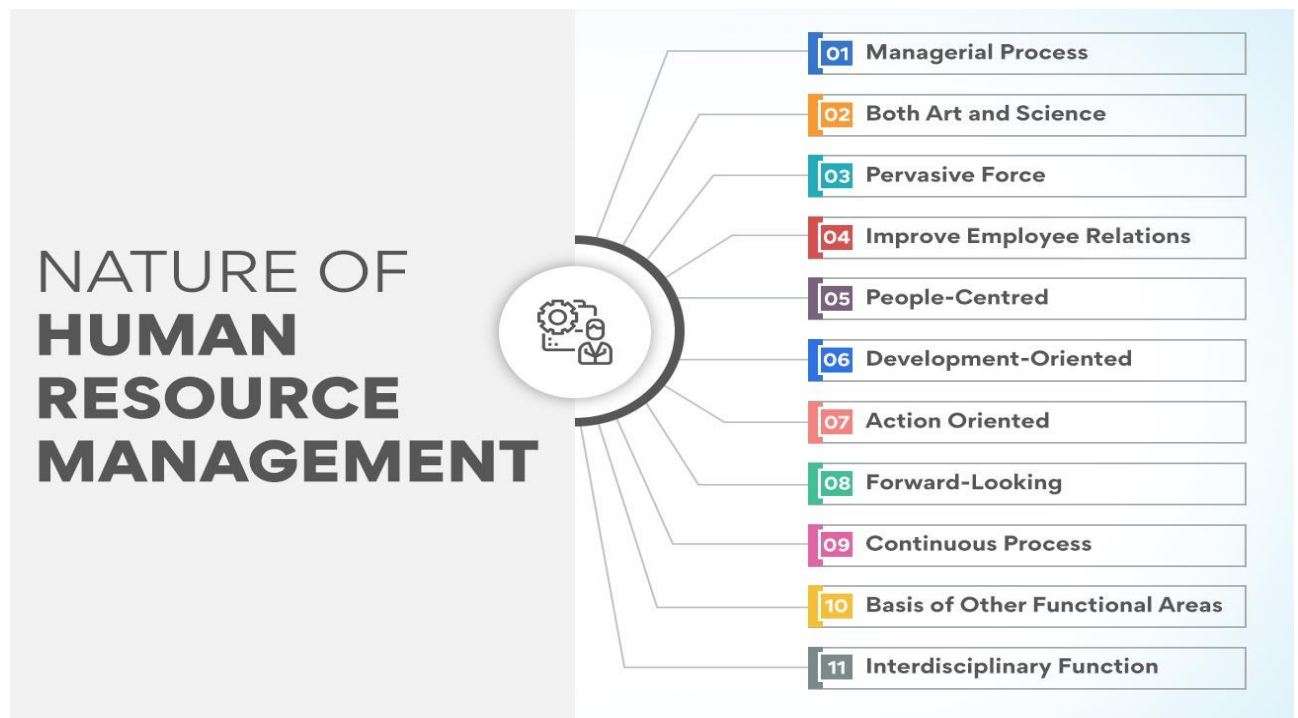 NATURE OF
HUMAN
RESOURCE
MANAGEMENT
01 Managerial Process
02 Both Art and Science
03 Pervasive Force
04 Improve Employee Relations
05 People-Centred
06 Development-Oriented
07 Action Oriented
08 Forward-Looking
09 Continuous Process
10 Basis of Other Functional Areas
11 Interdisciplinary Function